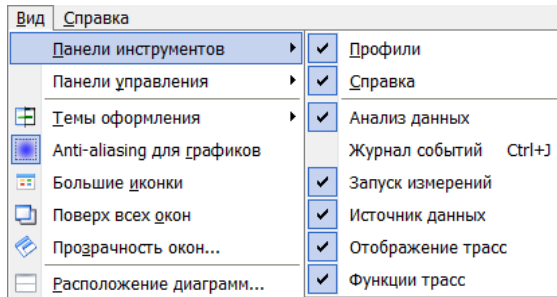 Вид Справка
Панели инструментов
Панели управления
Темы оформления
Anti-aliasing для графиков
Большие иконки
Поверх всех окон
Прозрачность окон...
Расположение диаграмм...
Профили
Справка
Анализ данных
Журнал событий Ctrl+J
Запуск измерений
Источник данных
Отображение трасс
Функции трасс